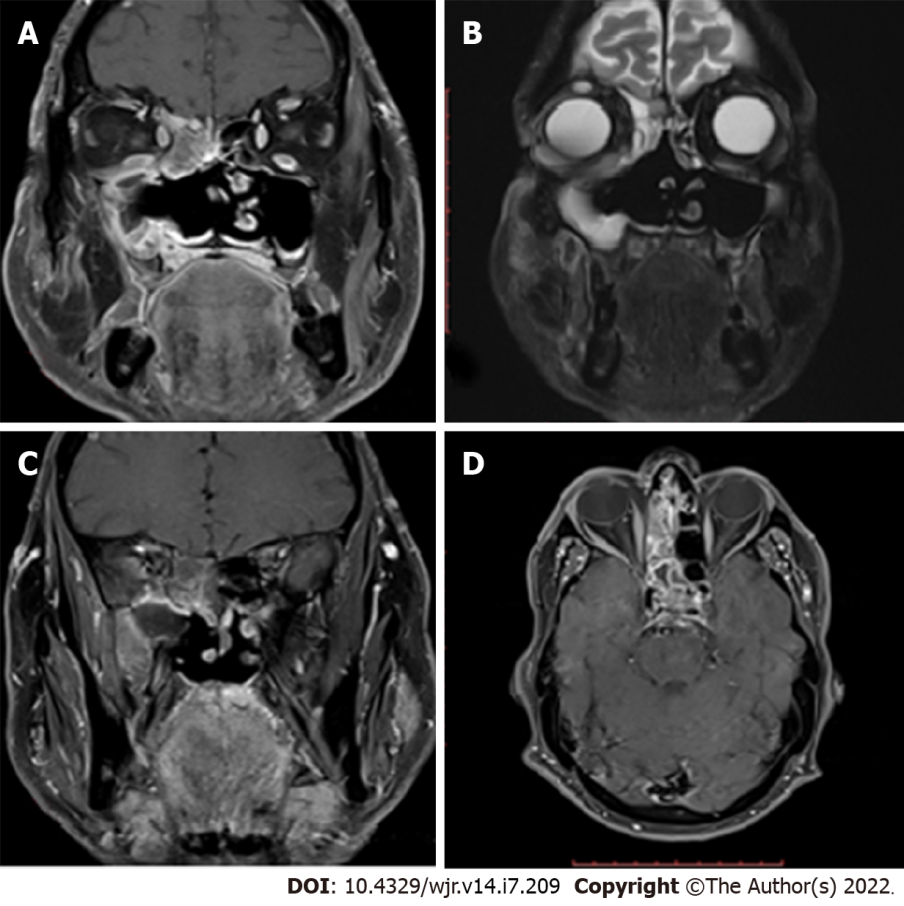 A
B
C
D
DOI: 10.4329/wjr.v14.i7.209 Copyright ©The Author(s) 2022.